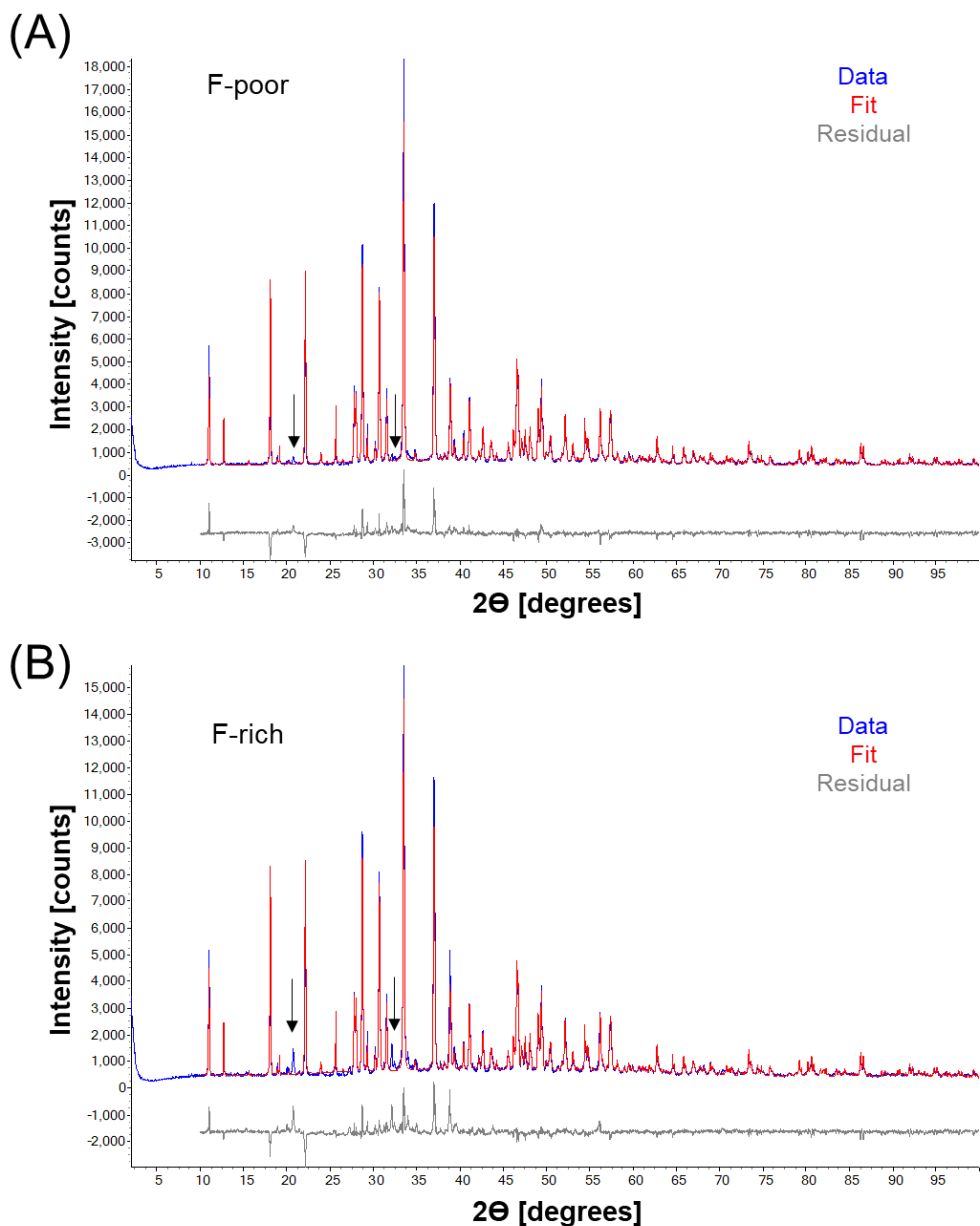 (A)
F-poor
Data
Fit
Residual
Intensity [counts]
18,000
17,000
16,000
15,000
14,000
13,000
12,000
11,000
10,000
9,000
8,000
7,000
6,000
5,000
4,000
3,000
2,000
1,000
0
-1,000
-2,000
-3,000
5 10 15 20 25 30 35 40 45 50 55 60 65 70 75 80 85 90 95
2Θ [degrees]
(B)
F-rich
Data
Fit
Residual
Intensity [counts]
15,000
14,000
13,000
12,000
11,000
10,000
9,000
8,000
7,000
6,000
5,000
4,000
3,000
2,000
1,000
0
-1,000
-2,000
5 10 15 20 25 30 35 40 45 50 55 60 65 70 75 80 85 90 95
2Θ [degrees]